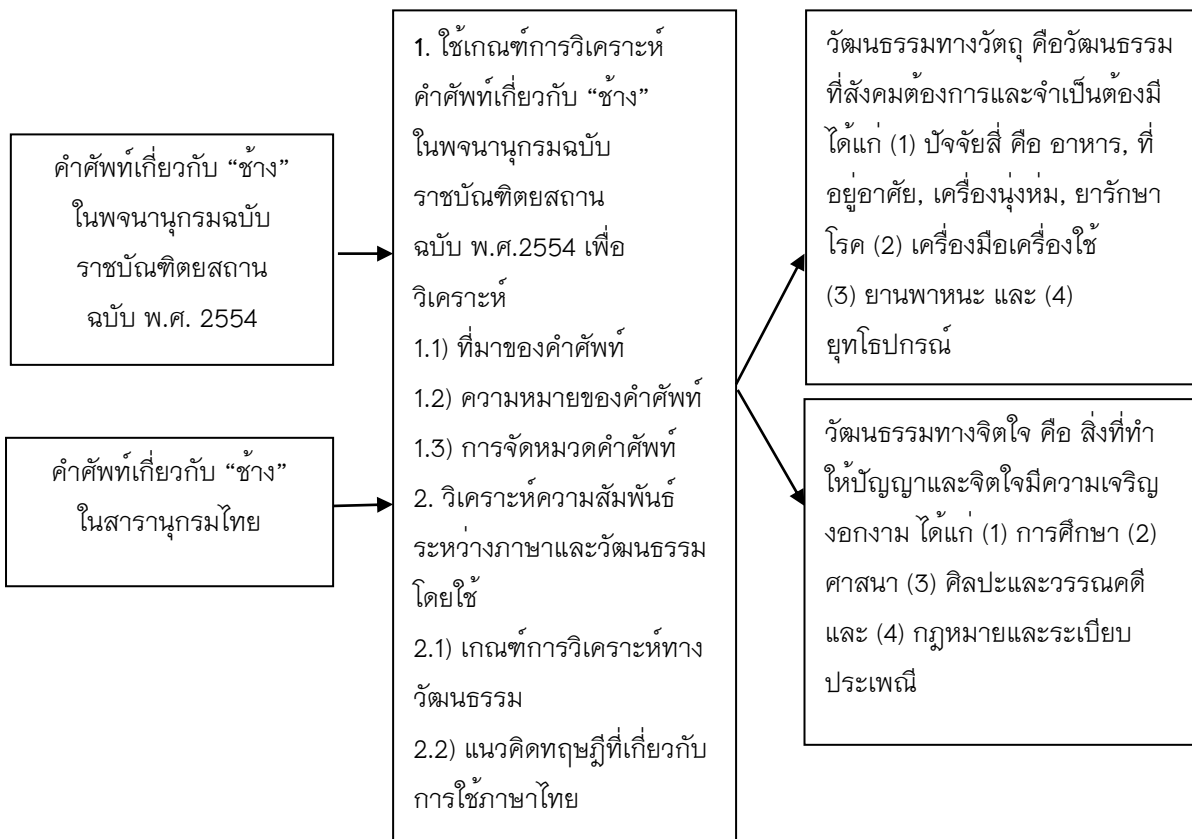 คำศัพท์เกี่ยวกับ “ช้าง”
ในพจนานุกรมฉบับ
ราชบัณฑิตยสถาน
ฉบับ พ.ศ. 2554
คำศัพท์เกี่ยวกับ “ช้าง”
ในสารานุกรมไทย
1. ใช้เกณฑ์การวิเคราะห์
คำศัพท์เกี่ยวกับ “ช้าง”
ในพจนานุกรมฉบับ
ราชบัณฑิตยสถาน
ฉบับ พ.ศ.2554 เพื่อ
วิเคราะห์
1.1) ที่มาของคำศัพท์
1.2) ความหมายของคำศัพท์
1.3) การจัดหมวดคำศัพท์
2. วิเคราะห์ความสัมพันธ์
ระหว่างภาษาและวัฒนธรรม
โดยใช้
2.1) เกณฑ์การวิเคราะห์ทาง
วัฒนธรรม
2.2) แนวคิดทฤษฎีที่เกี่ยวกับ
การใช้ภาษาไทย
วัฒนธรรมทางวัตถุ คือวัฒนธรรม
ที่สังคมต้องการและจำเป็นต้องมี
ได้แก่ (1) ปัจจัยสี่ คือ อาหาร, ที่
อยู่อาศัย, เครื่องนุ่งห่ม, ยารักษา
โรค (2) เครื่องมือเครื่องใช้
(3) ยานพาหนะ และ (4)
ยุทโธปกรณ์
วัฒนธรรมทางจิตใจ คือ สิ่งที่ทำ
ให้ปัญญาและจิตใจมีความเจริญ
งอกงาม ได้แก่ (1) การศึกษา (2)
ศาสนา (3) ศิลปะและวรรณคดี
และ (4) กฎหมายและระเบียบ
ประเพณี